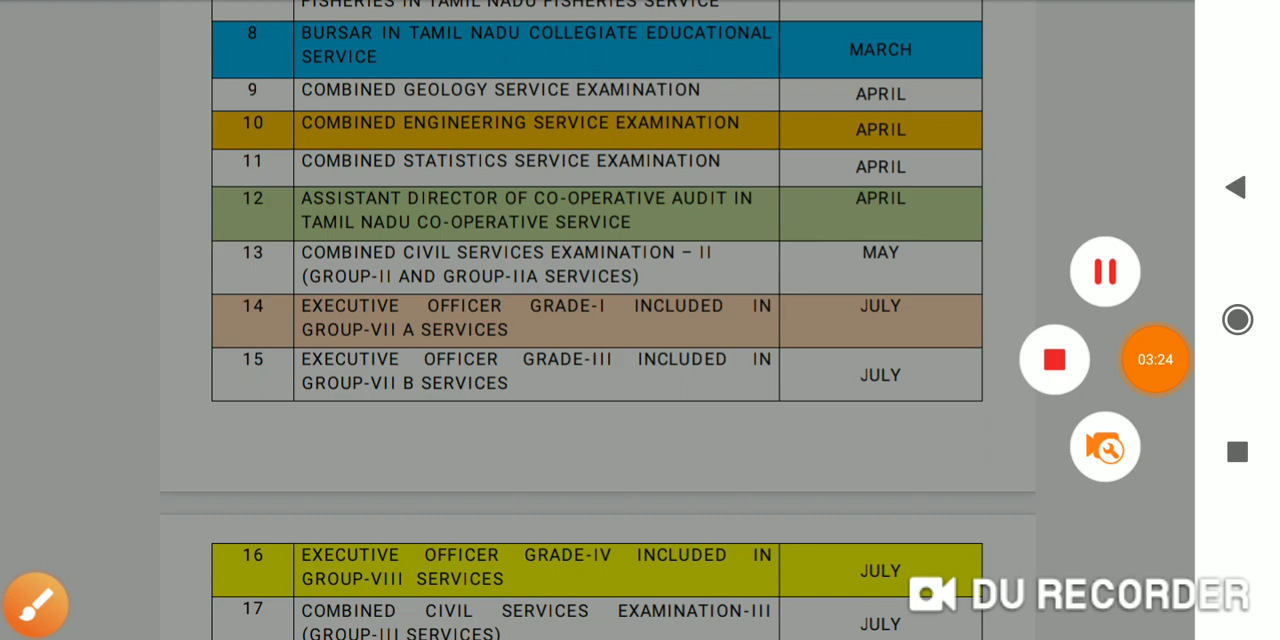 FISHERIES IN TAMIL NADU FISHERIES SERVICE
8
BURSAR IN TAMIL NADU COLLEGIATE EDUCATIONAL
SERVICE
MARCH
9
COMBINED GEOLOGY SERVICE EXAMINATION
APRIL
10
COMBINED ENGINEERING SERVICE EXAMINATION
APRIL
11
COMBINED STATISTICS SERVICE EXAMINATION
APRIL
12
ASSISTANT DIRECTOR OF CO-OPERATIVE AUDIT IN
TAMIL NADU CO-OPERATIVE SERVICE
APRIL
13
COMBINED CIVIL SERVICES EXAMINATION – II
(GROUP-II AND GROUP-IIA SERVICES)
MAY
14
EXECUTIVE OFFICER GRADE-I INCLUDED IN
GROUP-VII A SERVICES
JULY
15
EXECUTIVE OFFICER GRADE-III INCLUDED IN
GROUP-VII B SERVICES
JULY
03:24
16
EXECUTIVE OFFICER GRADE-IV INCLUDED IN
GROUP-VIII SERVICES
JULY
17
COMBINED CIVIL SERVICES EXAMINATION-III
(GROUP-III SERVICES)
JULY
DU RECORDER